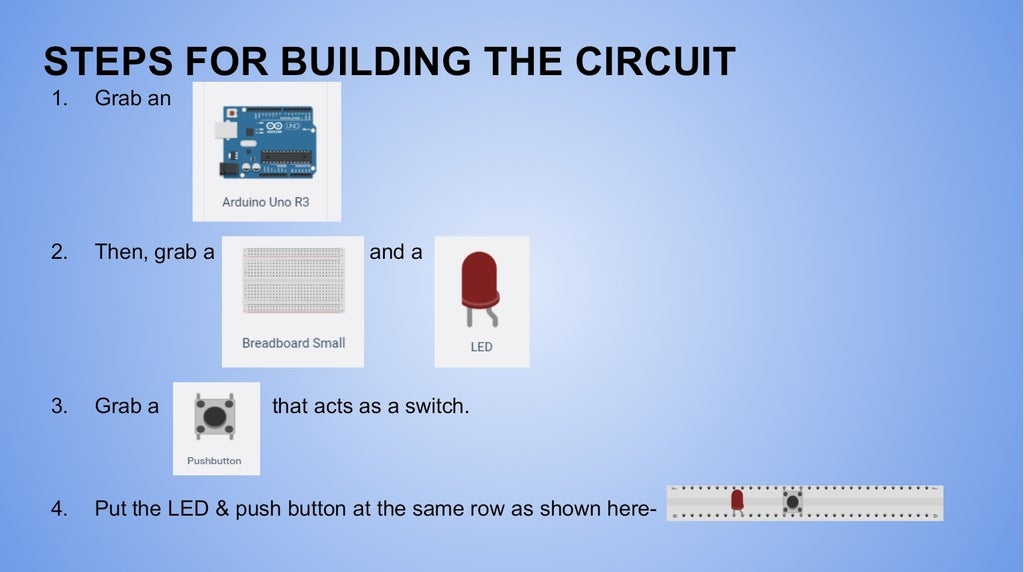 STEPS FOR BUILDING THE CIRCUIT
1. Grab an
UNO
Arduino Uno R3
2. Then, grab a and a
Breadboard Small
LED
3. Grab a that acts as a switch.
Pushbutton
4. Put the LED & push button at the same row as shown here-